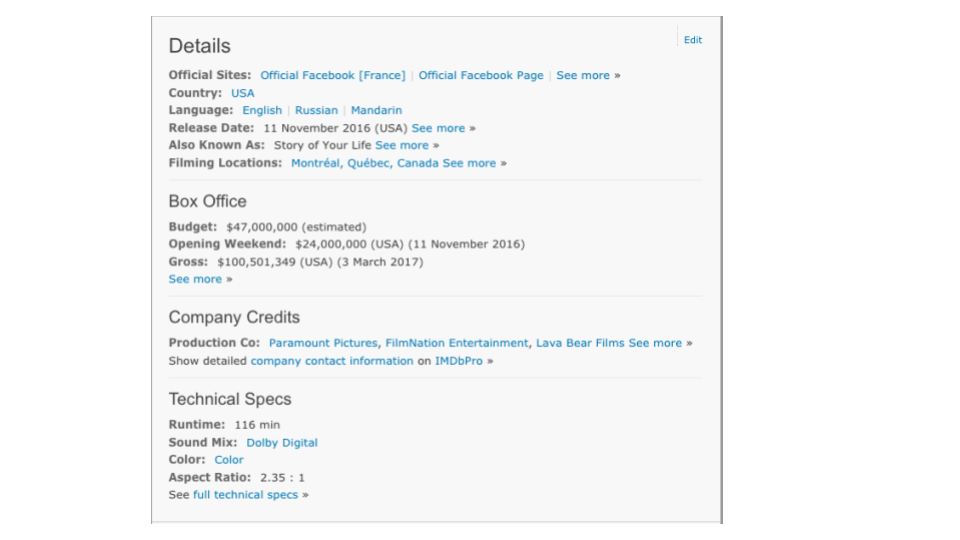 Details
Edit
Official Sites: Official Facebook [France] | Official Facebook Page | See more »
Country: USA
Language: English | Russian | Mandarin
Release Date: 11 November 2016 (USA) See more »
Also Known As: Story of Your Life See more »
Filming Locations: Montréal, Québec, Canada See more »
Box Office
Budget: $47,000,000 (estimated)
Opening Weekend: $24,000,000 (USA) (11 November 2016)
Gross: $100,501,349 (USA) (3 March 2017)
See more »
Company Credits
Production Co: Paramount Pictures, FilmNation Entertainment, Lava Bear Films See more »
Show detailed company contact information on IMDbPro »
Technical Specs
Runtime: 116 min
Sound Mix: Dolby Digital
Color: Color
Aspect Ratio: 2.35 : 1
See full technical specs »